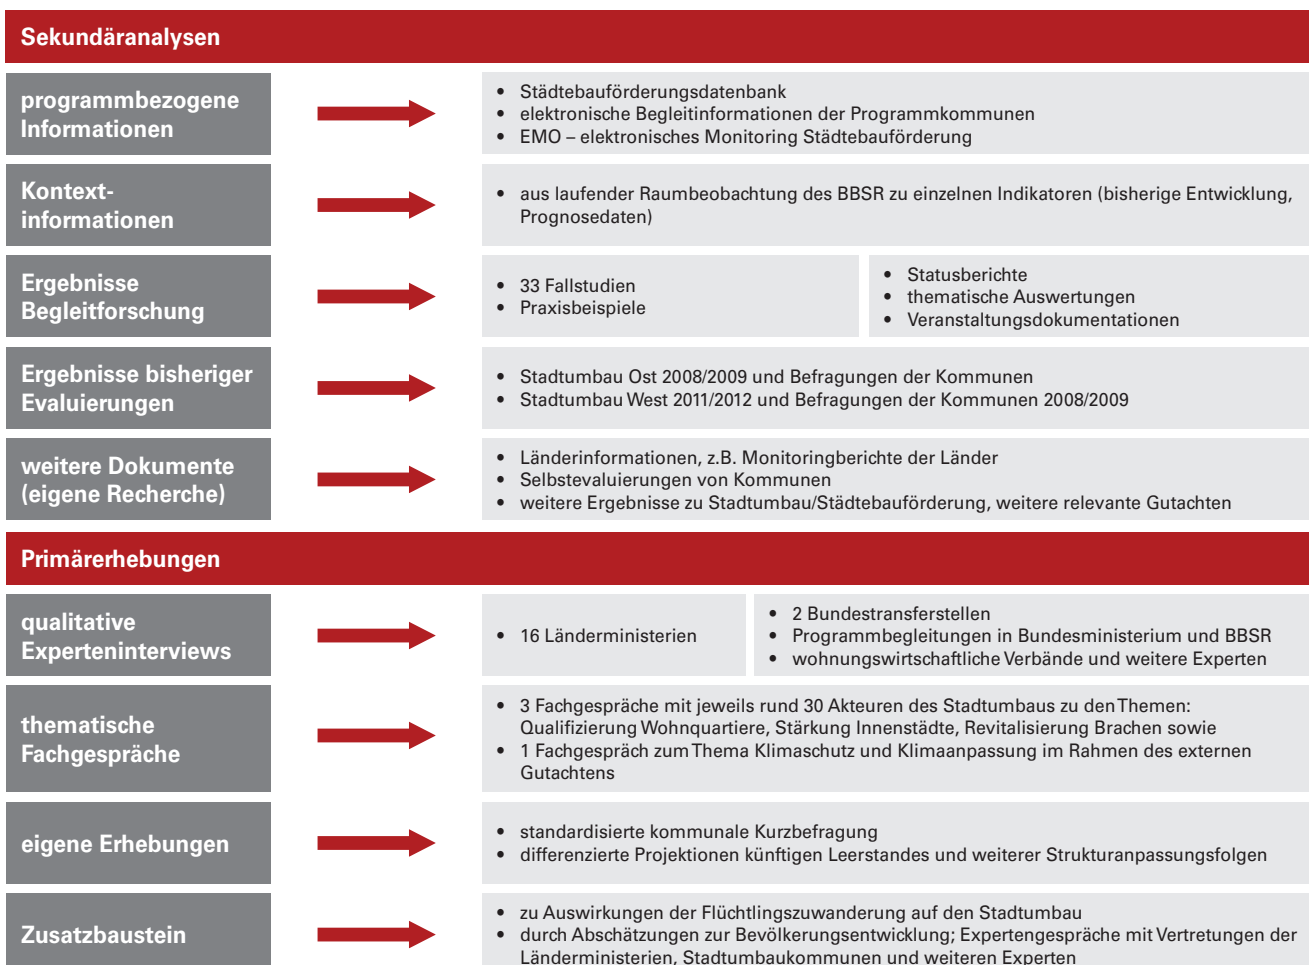 Sekundäranalysen
programmbezogene
Informationen
• Städtebauförderungsdatenbank
• elektronische Begleitinformationen der Programmkommunen
• EMO – elektronisches Monitoring Städtebauförderung
Kontext-
informationen
• aus laufender Raumbeobachtung des BBSR zu einzelnen Indikatoren (bisherige Entwicklung,
Prognosedaten)
Ergebnisse
Begleitforschung
• 33 Fallstudien
• Praxisbeispiele
• Statusberichte
• thematische Auswertungen
• Veranstaltungsdokumentationen
Ergebnisse bisheriger
Evaluierungen
• Stadtumbau Ost 2008/2009 und Befragungen der Kommunen
• Stadtumbau West 2011/2012 und Befragungen der Kommunen 2008/2009
weitere Dokumente
(eigene Recherche)
• Länderinformationen, z.B. Monitoringberichte der Länder
• Selbstevaluierungen von Kommunen
• weitere Ergebnisse zu Stadtumbau/Städtebauförderung, weitere relevante Gutachten
Primärerhebungen
qualitative
Experteninterviews
• 16 Länderministerien
• 2 Bundestransferstellen
• Programmbegleitungen in Bundesministerium und BBSR
• wohnungswirtschaftliche Verbände und weitere Experten
thematische
Fachgespräche
• 3 Fachgespräche mit jeweils rund 30 Akteuren des Stadtumbaus zu den Themen:
Qualifizierung Wohnquartiere, Stärkung Innenstädte, Revitalisierung Brachen sowie
• 1 Fachgespräch zum Thema Klimaschutz und Klimaanpassung im Rahmen des externen
Gutachtens
eigene Erhebungen
• standardisierte kommunale Kurzbefragung
• differenzierte Projektionen künftigen Leerstandes und weiterer Strukturanpassungsfolgen
Zusatzbaustein
• zu Auswirkungen der Flüchtlingszuwanderung auf den Stadtumbau
• durch Abschätzungen zur Bevölkerungsentwicklung; Expertengespräche mit Vertretungen der
Länderministerien, Stadtumbaukommunen und weiteren Experten